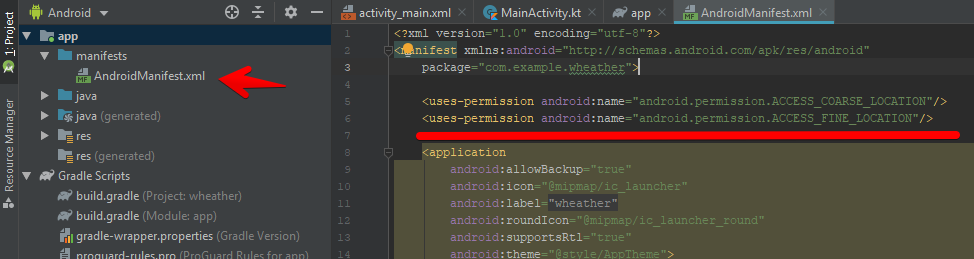 1: Project
Resource Manager
Android
app
manifests
AndroidManifest.xml
java
java (generated)
res
res (generated)
Gradle Scripts
build.gradle (Project: wheather)
build.gradle (Module: app)
gradle-wrapper.properties (Gradle Version)
proguard-rules.pro (ProGuard Rules for app)
activity_main.xml
MainActivity.kt
app
AndroidManifest.xml
1 <?xml version="1.0" encoding="utf-8"?>
2 <manifest xmlns:android="http://schemas.android.com/apk/res/android"
3 package="com.example.wheather">
5 <uses-permission android:name="android.permission.ACCESS_COARSE_LOCATION"/>
6 <uses-permission android:name="android.permission.ACCESS_FINE_LOCATION"/>
7
8 <application
9 android:allowBackup="true"
10 android:icon="@mipmap/ic_launcher"
11 android:label="wheather"
12 android:roundIcon="@mipmap/ic_launcher_round"
13 android:supportsRtl="true"
14 android:theme="@style/AppTheme">